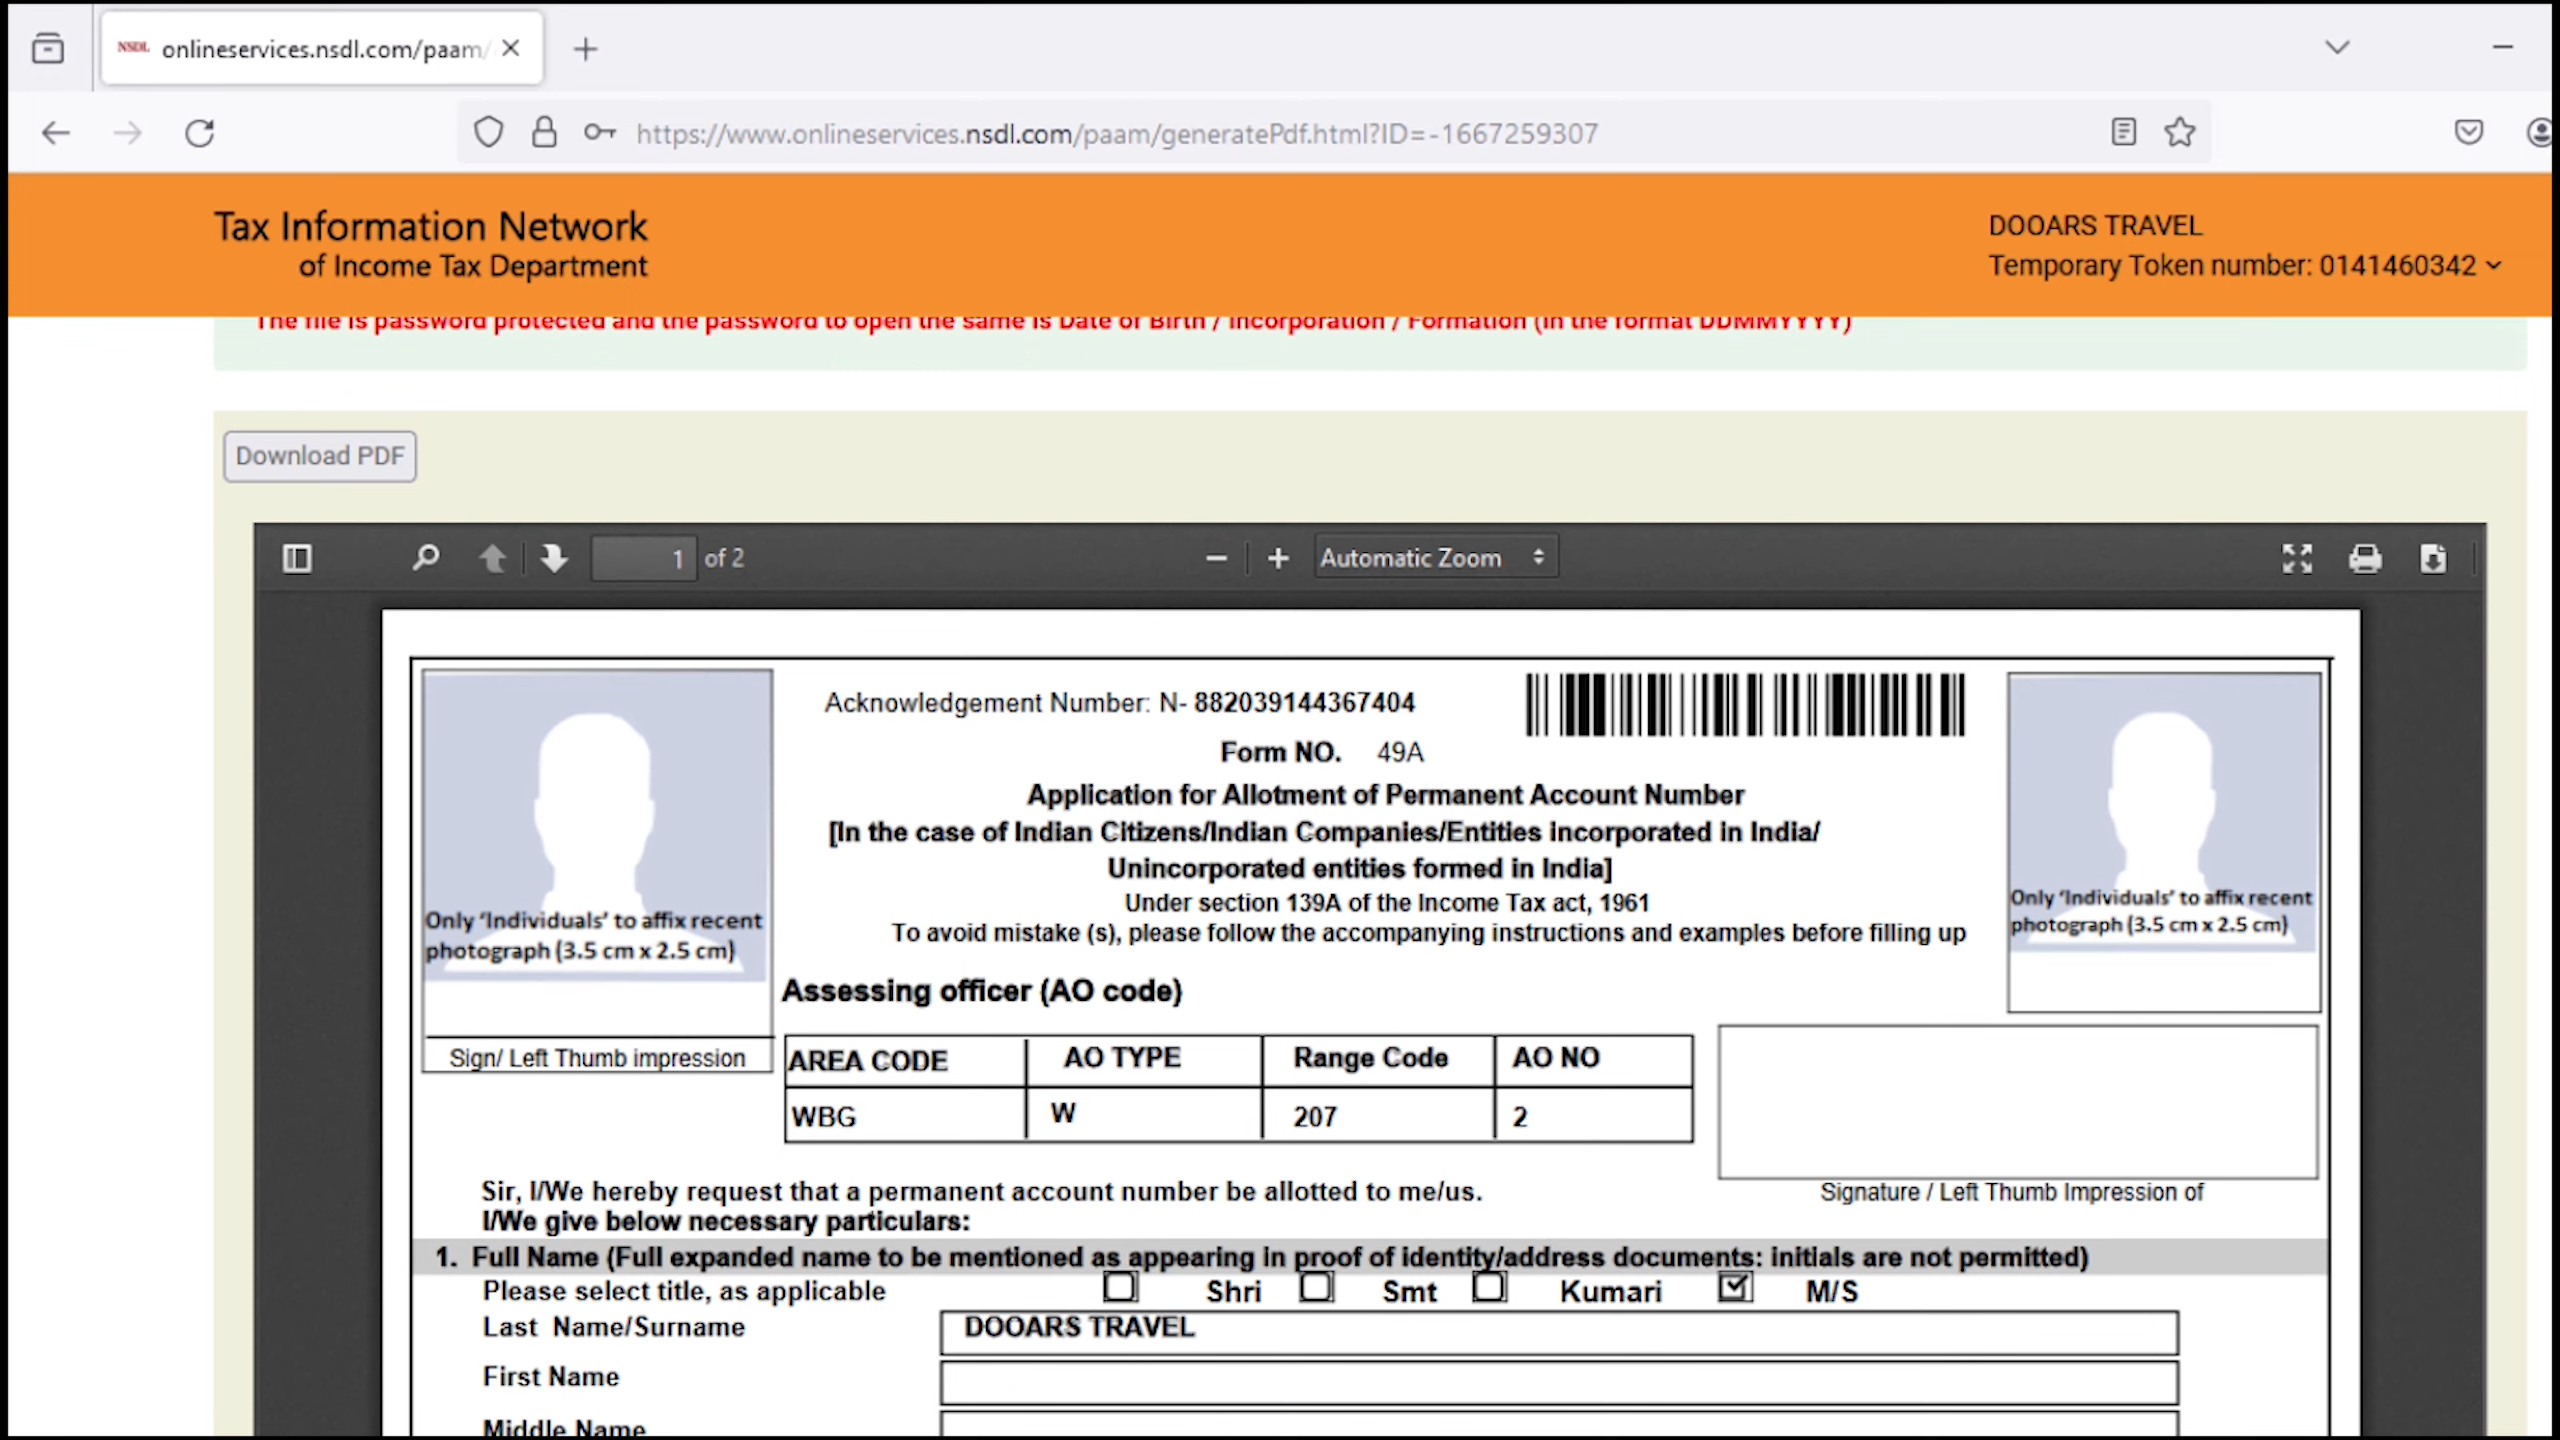 NSDL onlineservices.nsdl.com/paam/
https://www.onlineservices.nsdl.com/paam/generatePdf.html?ID=-1667259307
Tax Information Network
of Income Tax Department
DOOARS TRAVEL
Temporary Token number: 0141460342
The file is password protected and the password to open the same is Date of Birth / Incorporation / Formation (in the format DDMMYYYY)
Download PDF
1 of 2
Automatic Zoom
Acknowledgement Number: N- 882039144367404
Form NO. 49A
Application for Allotment of Permanent Account Number
[In the case of Indian Citizens/Indian Companies/Entities incorporated in India/
Unincorporated entities formed in India]
Under section 139A of the Income Tax act, 1961
To avoid mistake (s), please follow the accompanying instructions and examples before filling up
Only ‘Individuals’ to affix recent
photograph (3.5 cm x 2.5 cm)
Only ‘Individuals’ to affix recent
photograph (3.5 cm x 2.5 cm)
Sign/ Left Thumb impression
Assessing officer (AO code)
AREA CODE AO TYPE Range Code AO NO
WBG W 207 2
Signature / Left Thumb Impression of
Sir, I/We hereby request that a permanent account number be allotted to me/us.
I/We give below necessary particulars:
1. Full Name (Full expanded name to be mentioned as appearing in proof of identity/address documents: initials are not permitted)
Please select title, as applicable Shri Smt Kumari M/S
Last Name/Surname DOOARS TRAVEL
First Name
Middle Name